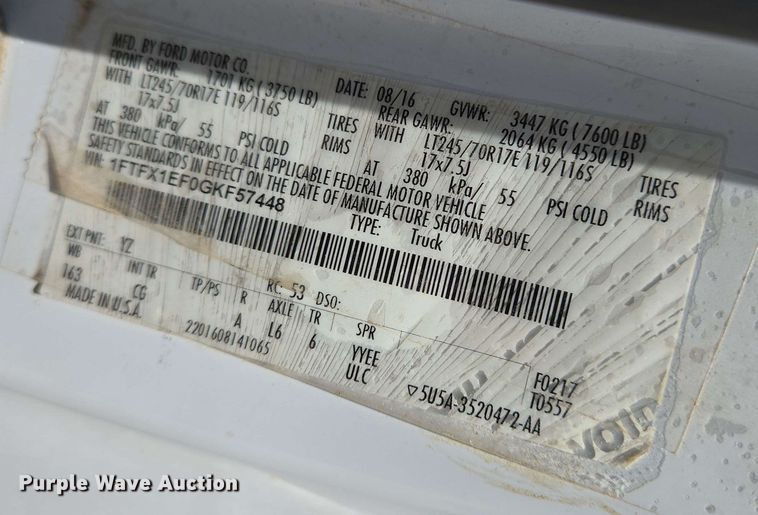 MFD. BY FORD MOTOR CO.
DATE: 08/16 GVWR: 3447 KG ( 7600 LB)
FRONT GAWR: 1701 KG ( 3750 LB) REAR GAWR: 2064 KG ( 4550 LB)
WITH LT245/70R17E 119/116S TIRES WITH LT245/70R17E 119/116S TIRES
17x7.5J RIMS 17x7.5J RIMS
AT 380 kPa/ 55 PSI COLD AT 380 kPa/ 55 PSI COLD
THIS VEHICLE CONFORMS TO ALL APPLICABLE FEDERAL MOTOR VEHICLE
SAFETY STANDARDS IN EFFECT ON THE DATE OF MANUFACTURE SHOWN ABOVE.
VIN: 1FTFX1EF0GKF57448
TYPE: Truck
EXT PNT: YZ RC: 53 DSO:
WB INT TR TP/PS R AXLE TR SPR
163 CG A L6 6 YYEE
MADE IN U.S.A. 2201608141065 ULC
F0217
T0557
▽5U5A-3520472-AA
VOID
Purple Wave Auction